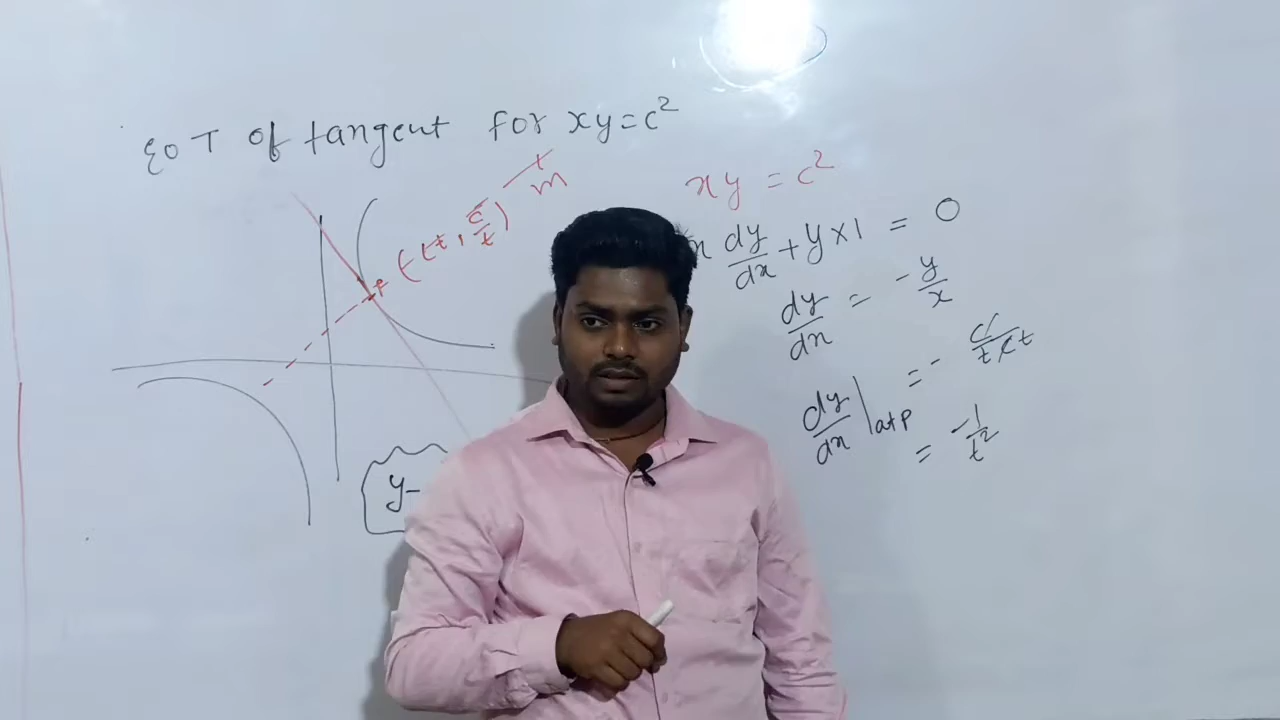 EOT of tangent for xy=c²
P (ct, c/t) m
y-
xy = c²
x dy/dx + y×1 = 0
dy/dx = -y/x
= - c/t ct
dy/dx | at P
= -1/t²